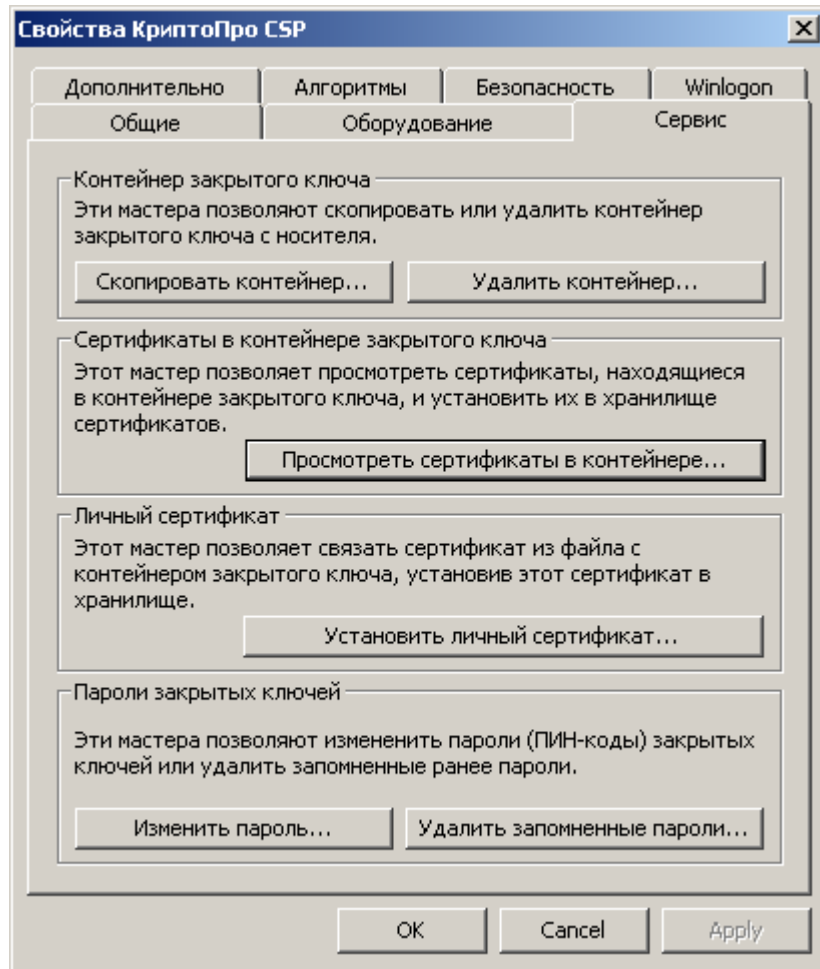 Свойства КриптоПро CSP
Дополнительно Алгоритмы Безопасность Winlogon
Общие Оборудование Сервис
Контейнер закрытого ключа
Эти мастера позволяют скопировать или удалить контейнер
закрытого ключа с носителя.
Скопировать контейнер... Удалить контейнер...
Сертификаты в контейнере закрытого ключа
Этот мастер позволяет просмотреть сертификаты, находящиеся
в контейнере закрытого ключа, и установить их в хранилище
сертификатов.
Просмотреть сертификаты в контейнере...
Личный сертификат
Этот мастер позволяет связать сертификат из файла с
контейнером закрытого ключа, установив этот сертификат в
хранилище.
Установить личный сертификат...
Пароли закрытых ключей
Эти мастера позволяют измененить пароли (ПИН-коды) закрытых
ключей или удалить запомненные ранее пароли.
Изменить пароль... Удалить запомненные пароли...
OK Cancel Apply